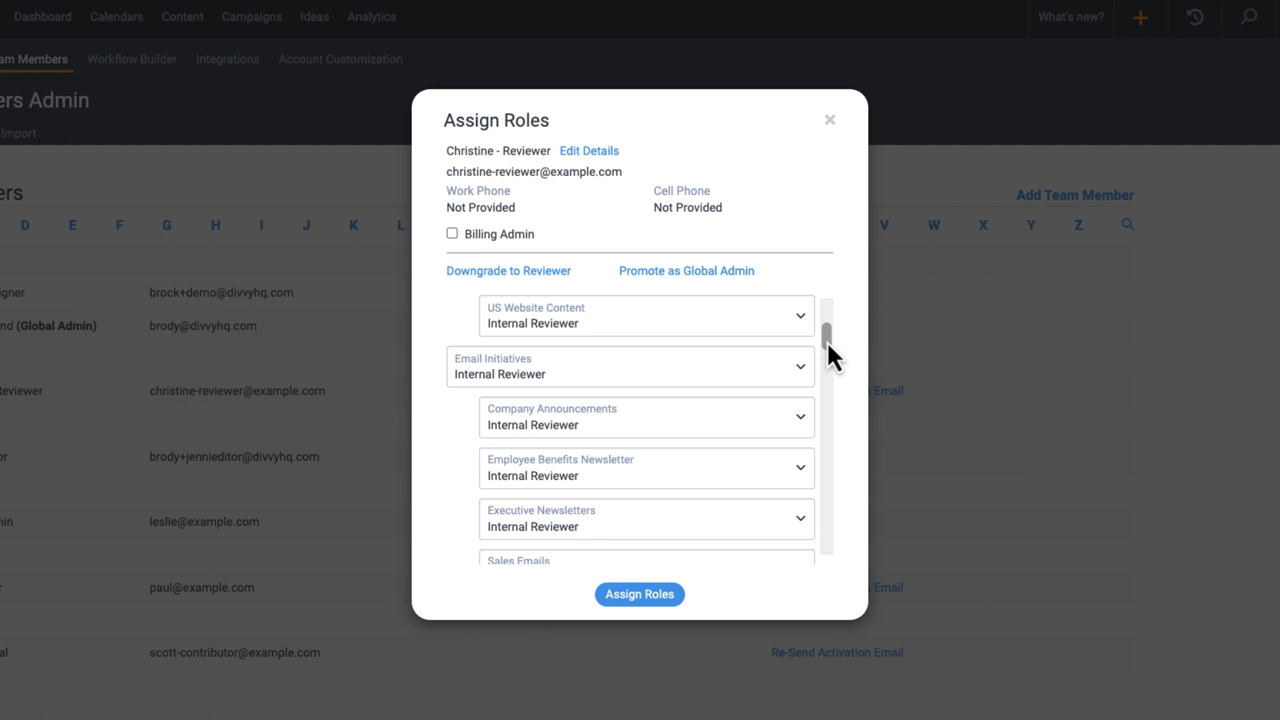 Dashboard Calendars Content Campaigns Ideas Analytics What's new?
am Members Workflow Builder Integrations Account Customization
ers Admin
Import
Assign Roles
Christine - Reviewer Edit Details
christine-reviewer@example.com
Work Phone Cell Phone
Not Provided Not Provided
Billing Admin
Downgrade to Reviewer Promote as Global Admin
US Website Content
Internal Reviewer
Email Initiatives
Internal Reviewer
Company Announcements
Internal Reviewer
Employee Benefits Newsletter
Internal Reviewer
Executive Newsletters
Internal Reviewer
Sales Emails
Assign Roles
ers Add Team Member
D E F G H I J K L V W X Y Z
igner brock+demo@divvyhq.com
nd (Global Admin) brody@divvyhq.com
Reviewer christine-reviewer@example.com Email
or brody+jennieditor@divvyhq.com
min leslie@example.com
r paul@example.com Email
al scott-contributor@example.com Re-Send Activation Email